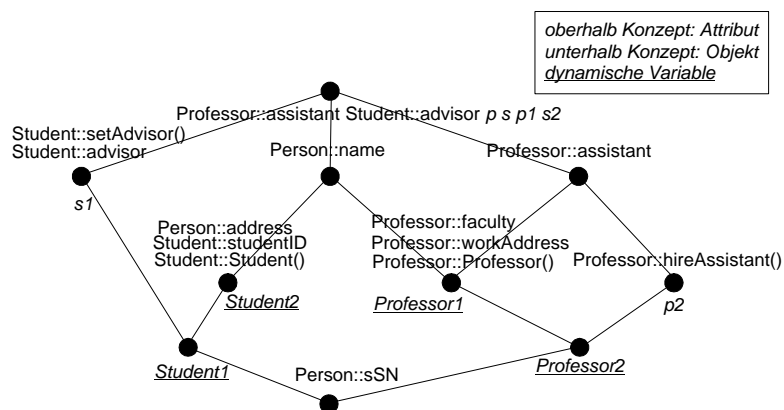 oberhalb Konzept: Attribut
unterhalb Konzept: Objekt
dynamische Variable
Professor::assistant Student::advisor p s p1 s2
Student::setAdvisor()
Student::advisor
Person::name
Professor::assistant
s1
Person::address
Student::studentID
Student::Student()
Professor::faculty
Professor::workAddress
Professor::Professor()
Professor::hireAssistant()
Student2
Professor1
p2
Student1
Person::sSN
Professor2